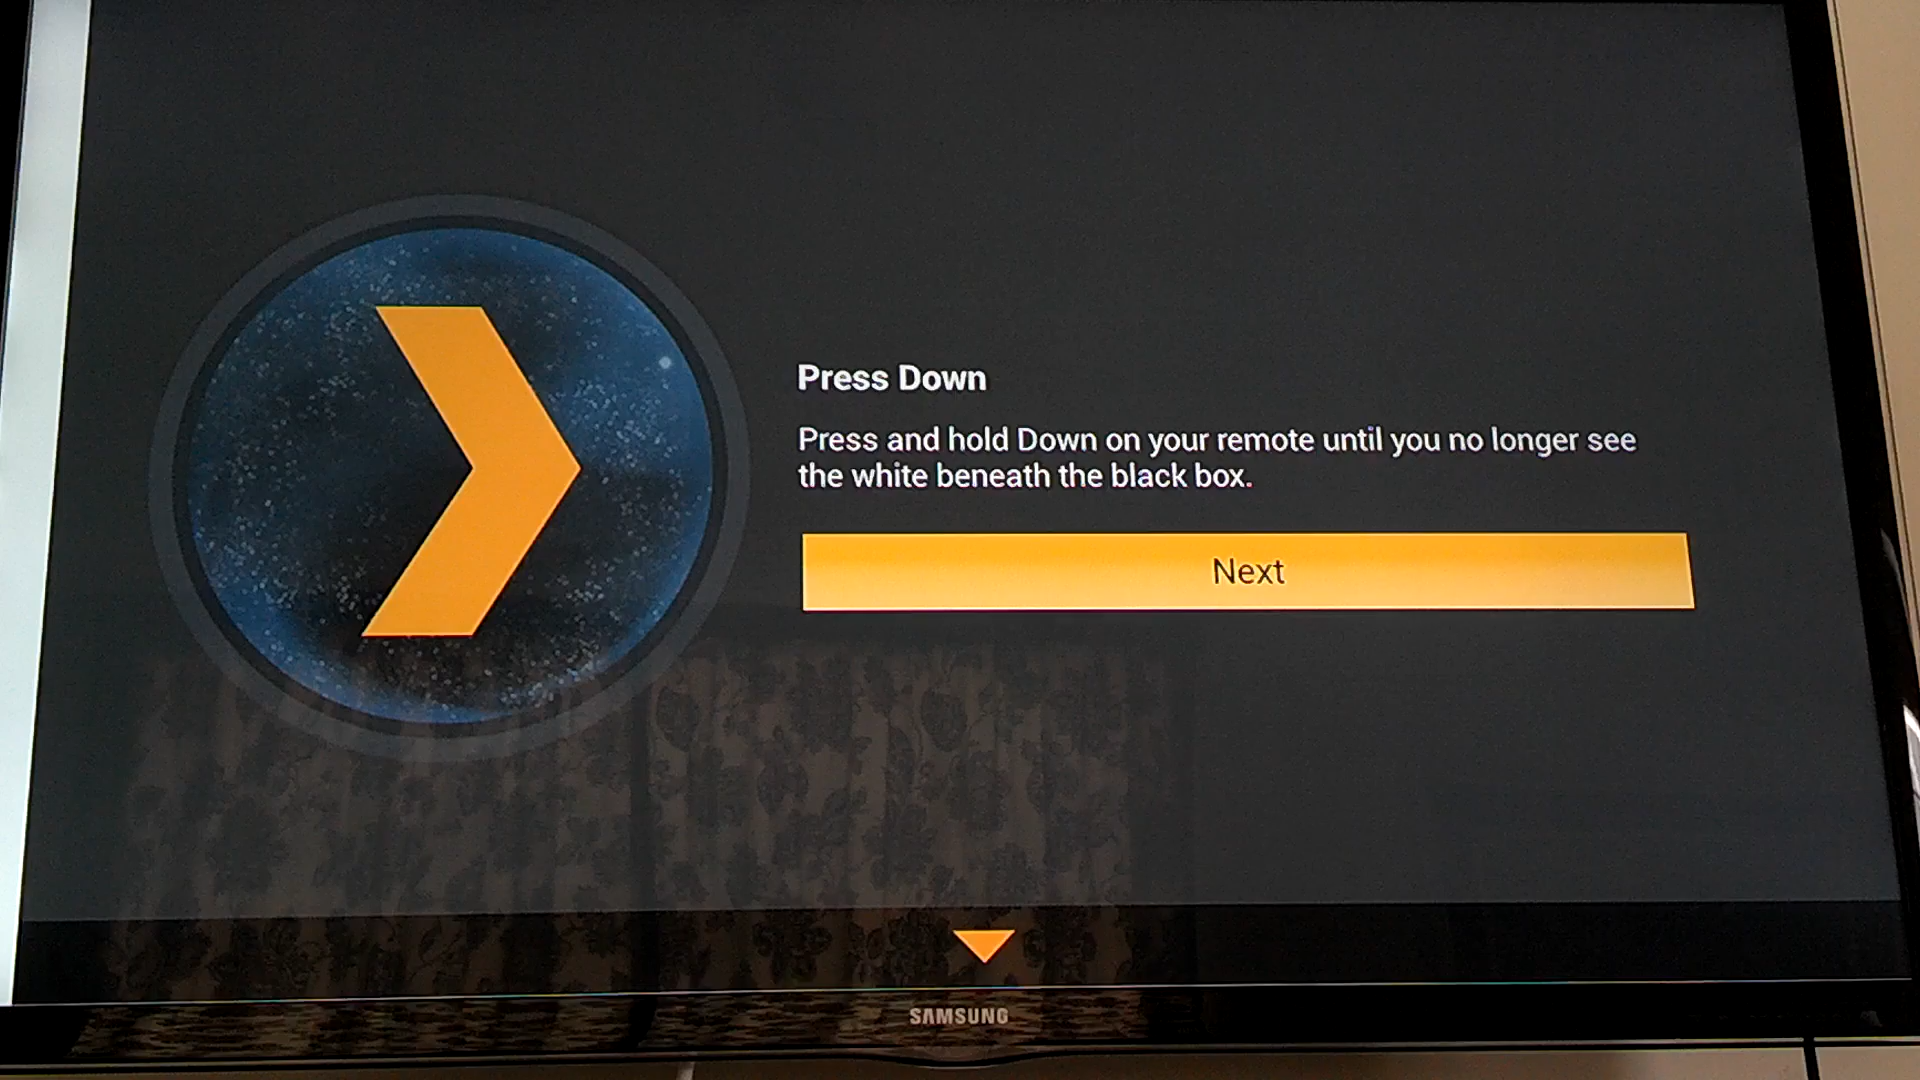 Press Down
Press and hold Down on your remote until you no longer see
the white beneath the black box.
Next
SAMSUNG